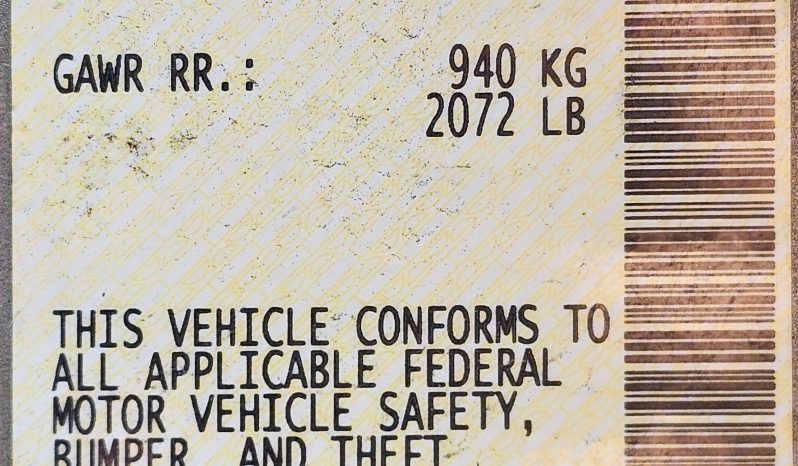 GAWR RR.: 940 KG
2072 LB
THIS VEHICLE CONFORMS TO
ALL APPLICABLE FEDERAL
MOTOR VEHICLE SAFETY,
BUMPER, AND THEFT